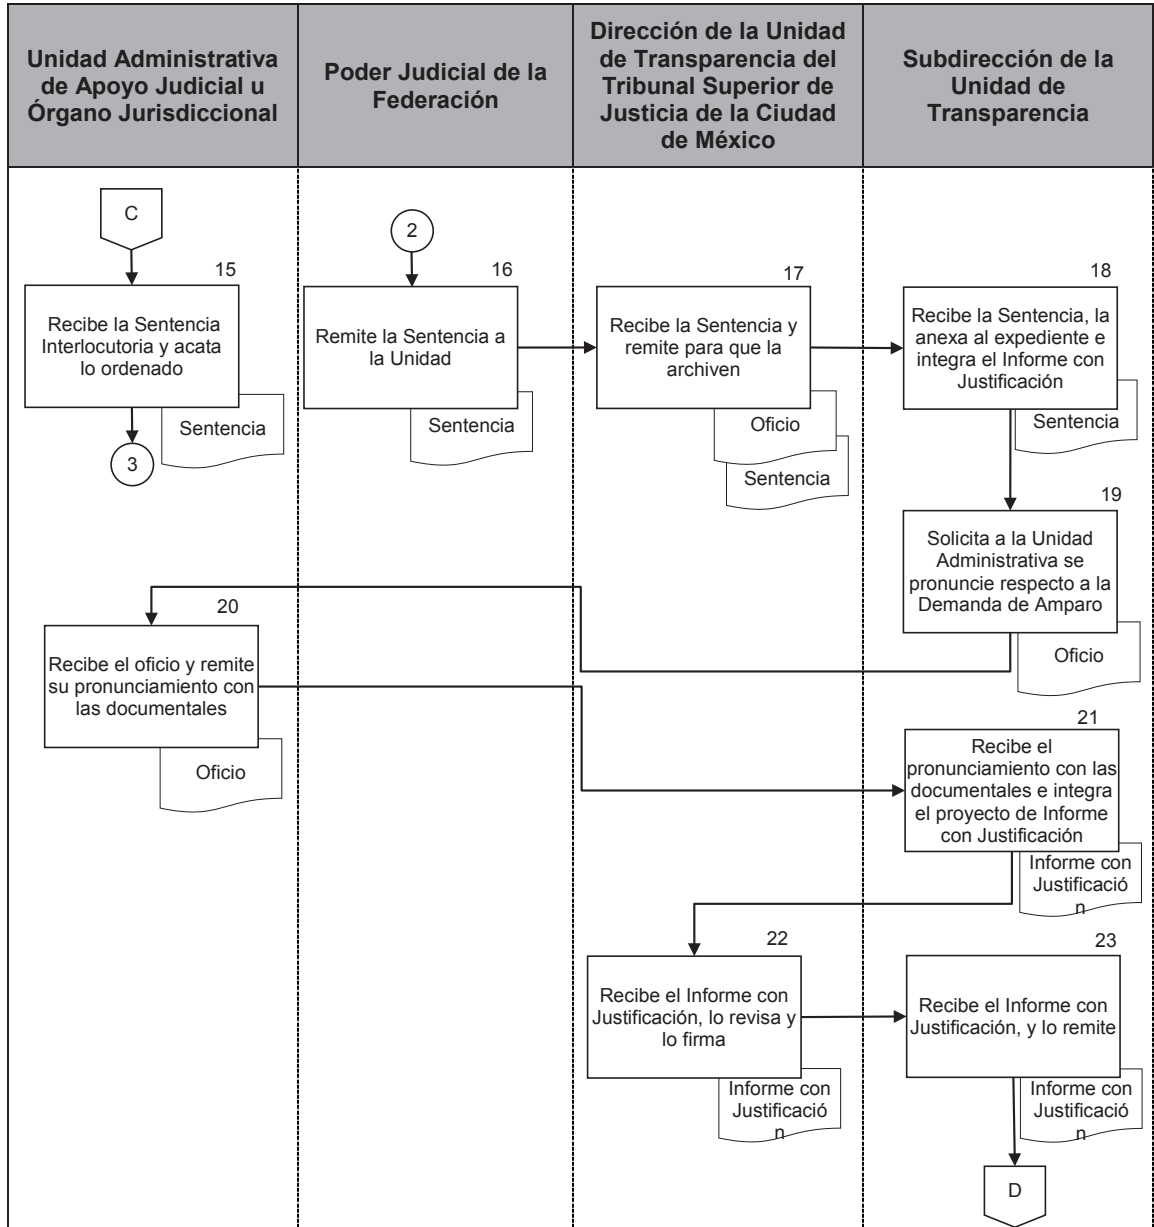 Unidad Administrativa
de Apoyo Judicial u
Órgano Jurisdiccional
Poder Judicial de la
Federación
Dirección de la Unidad
de Transparencia del
Tribunal Superior de
Justicia de la Ciudad
de México
Subdirección de la
Unidad de
Transparencia
C
15
Recibe la Sentencia
Interlocutoria y acata
lo ordenado
Sentencia
3
2
16
Remite la Sentencia a
la Unidad
Sentencia
17
Recibe la Sentencia y
remite para que la
archiven
Oficio
Sentencia
18
Recibe la Sentencia, la
anexa al expediente e
integra el Informe con
Justificación
Sentencia
19
Solicita a la Unidad
Administrativa se
pronuncie respecto a la
Demanda de Amparo
Oficio
20
Recibe el oficio y remite
su pronunciamiento con
las documentales
Oficio
21
Recibe el
pronunciamiento con las
documentales e integra
el proyecto de Informe
con Justificación
Informe con
Justificació
n
22
Recibe el Informe con
Justificación, lo revisa y
lo firma
Informe con
Justificació
n
23
Recibe el Informe con
Justificación, y lo remite
Informe con
Justificació
n
D